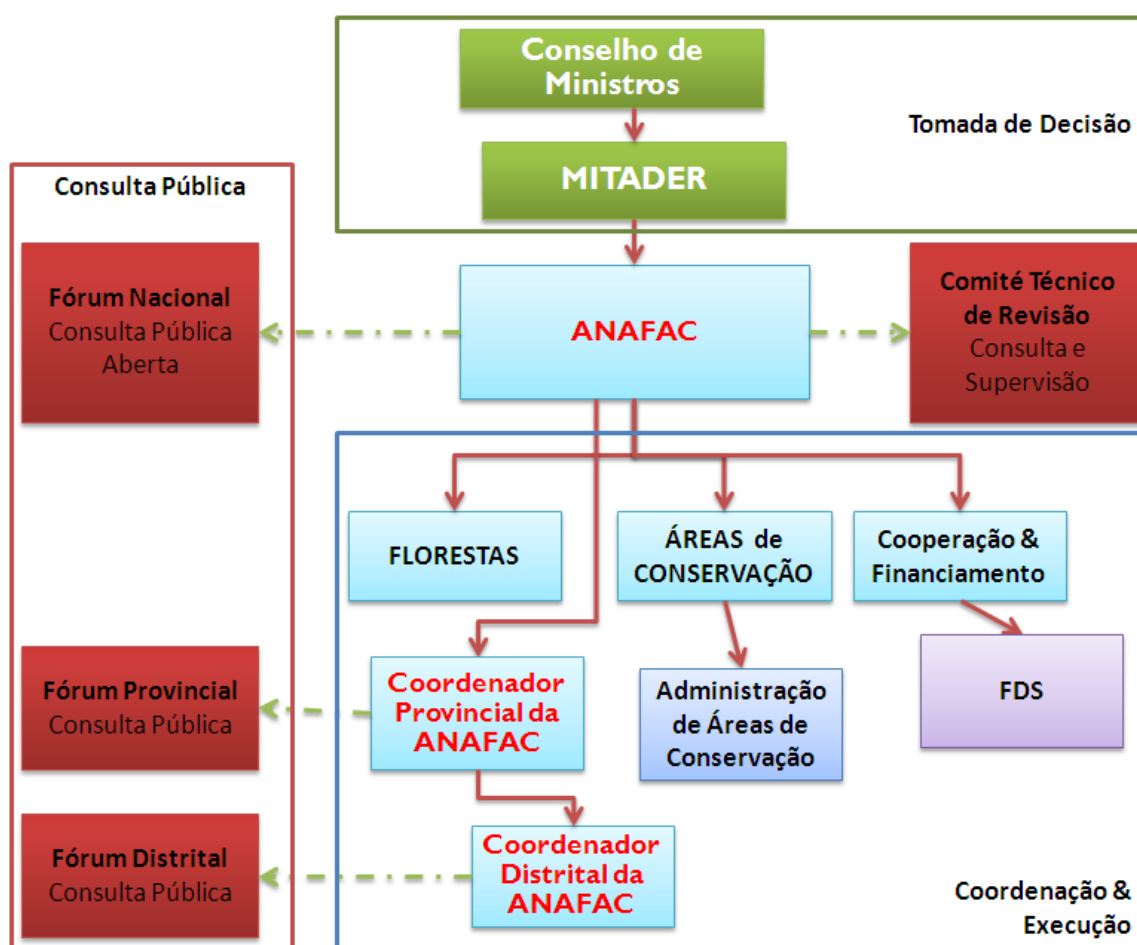 Conselho de
Ministros
Tomada de Decisão
MITADER
Consulta Pública
Fórum Nacional
Consulta Pública
Aberta
ANAFAC
Comité Técnico
de Revisão
Consulta e
Supervisão
FLORESTAS
ÁREAS de
CONSERVAÇÃO
Cooperação &
Financiamento
Fórum Provincial
Consulta Pública
Coordenador
Provincial da
ANAFAC
Administração
de Áreas de
Conservação
FDS
Fórum Distrital
Consulta Pública
Coordenador
Distrital da
ANAFAC
Coordenação &
Execução